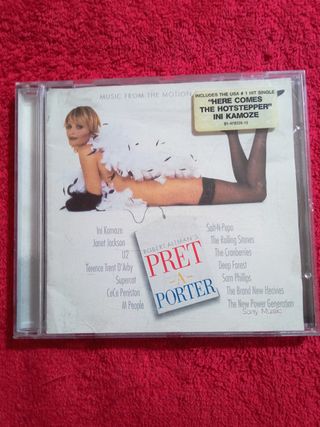 MUSIC FROM THE MOTION
INCLUDES THE USA # 1 HIT SINGLE
"HERE COMES
THE HOTSTEPPER"
INI KAMOZE
Ini Kamoze
Janet Jackson
U2
Terence Trent D'Arby
Supercat
CeCe Peniston
M People
ROBERT ALTMAN'S
PRET
-A-
PORTER
Salt-N-Pepa
The Rolling Stones
The Cranberries
Deep Forest
Sam Phillips
The Brand New Heavies
The New Power Generation
Sony Music